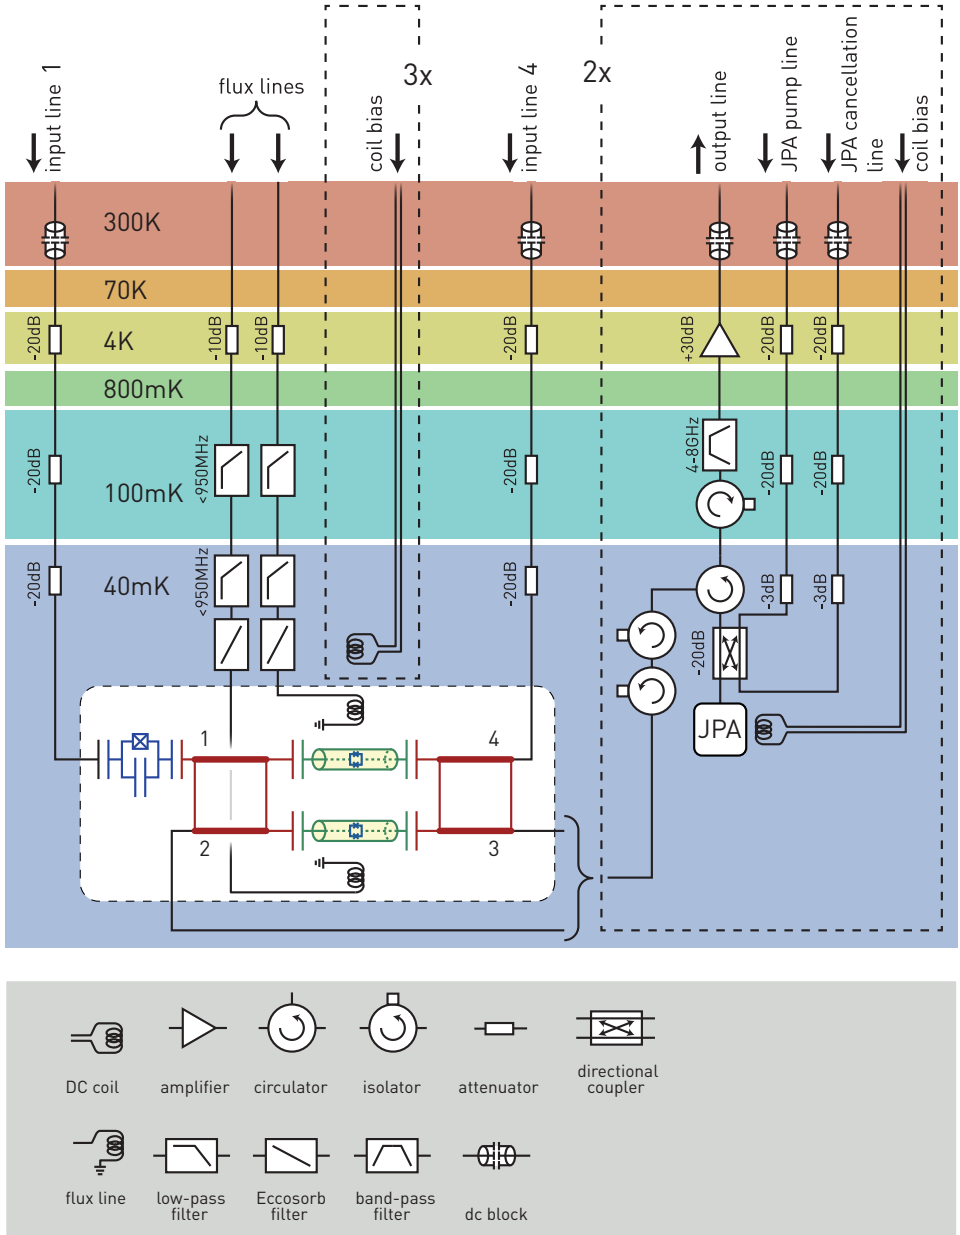 input line 1
flux lines
coil bias
3x
input line 4
2x
output line
JPA pump line
JPA cancellation
line
coil bias
300K
70K
4K
-20dB
-10dB
-10dB
-20dB
+30dB
-20dB
-20dB
800mK
100mK
-20dB
<950MHz
-20dB
4-8GHz
-20dB
-20dB
40mK
-20dB
<950MHz
-20dB
-3dB
-3dB
-20dB
JPA
1
4
2
3
DC coil
amplifier
circulator
isolator
attenuator
directional
coupler
flux line
low-pass
filter
Eccosorb
filter
band-pass
filter
dc block